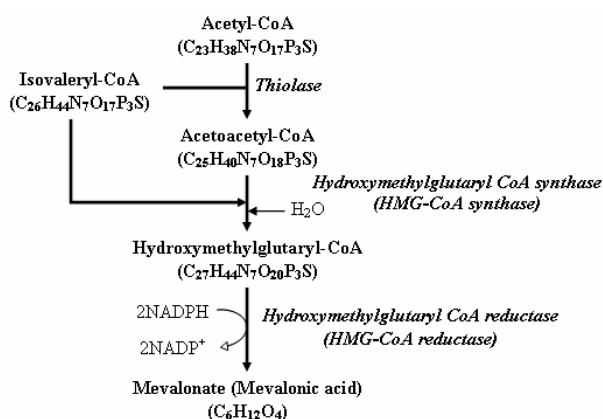 Acetyl-CoA
(C₂₃H₃₈N₇O₁₇P₃S)
Isovaleryl-CoA
(C₂₆H₄₄N₇O₁₇P₃S)
Thiolase
Acetoacetyl-CoA
(C₂₅H₄₀N₇O₁₈P₃S)
Hydroxymethylglutaryl CoA synthase
(HMG-CoA synthase)
H₂O
Hydroxymethylglutaryl-CoA
(C₂₇H₄₄N₇O₂₀P₃S)
2NADPH
Hydroxymethylglutaryl CoA reductase
(HMG-CoA reductase)
2NADP⁺
Mevalonate (Mevalonic acid)
(C₆H₁₂O₄)